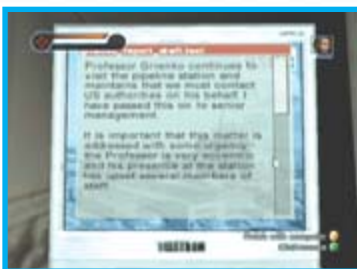 report_draft.text
Professor Grienko continues to
visit the pipeline station and
maintains that we must contact
US authorities on his behalf. I
have passed this on to senior
management.
It is important that this matter is
addressed with some urgency;
the Professor is very eccentric
and his presence at the station
has upset several members of
staff.